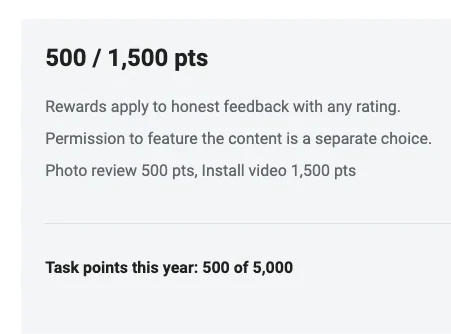 500 / 1,500 pts
Rewards apply to honest feedback with any rating.
Permission to feature the content is a separate choice.
Photo review 500 pts, Install video 1,500 pts
Task points this year: 500 of 5,000